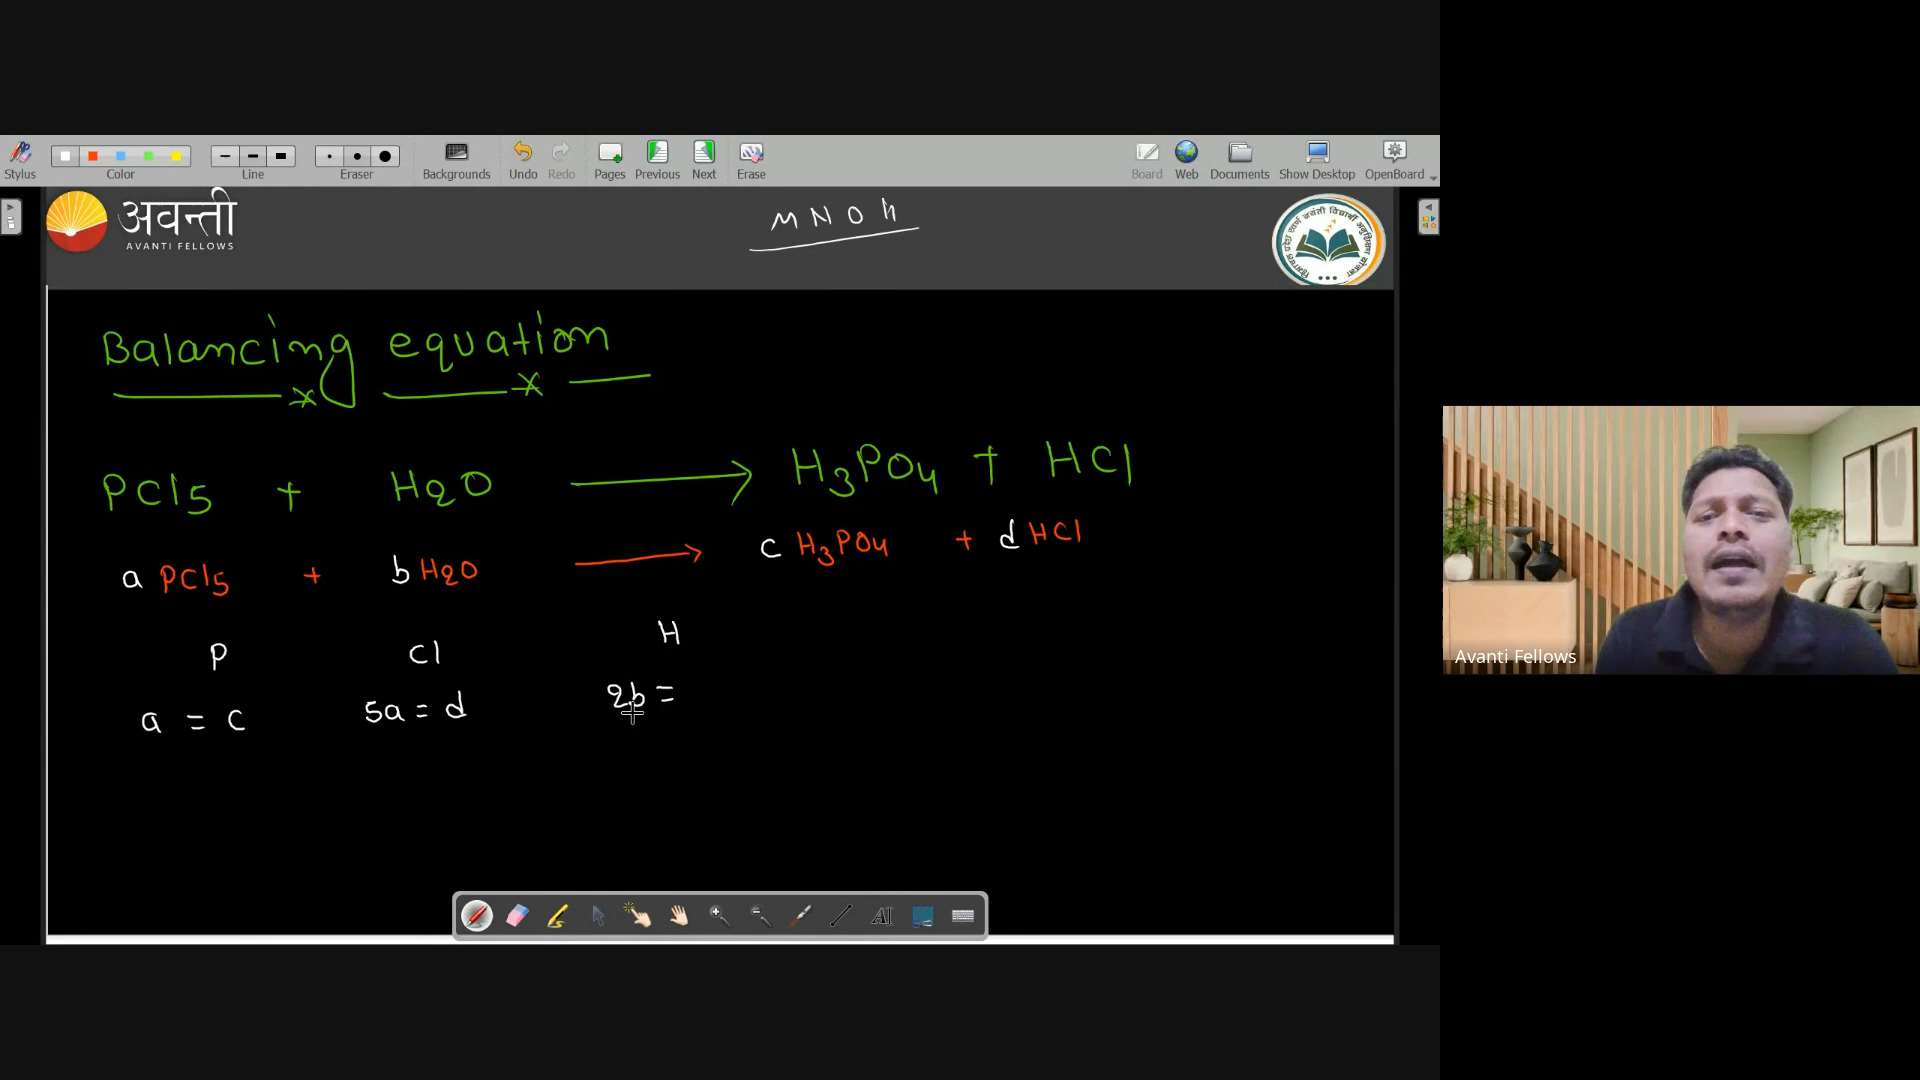 Stylus Color Line Eraser Backgrounds Undo Redo Pages Previous Next Erase Board Web Documents Show Desktop OpenBoard
अवन्ती
AVANTI FELLOWS
MNOH
Balancing equation
PCl5 + H2O → H3PO4 + HCl
a PCl5 + b H2O → c H3PO4 + d HCl
P Cl H
a = c 5a = d 2b =
Avanti Fellows